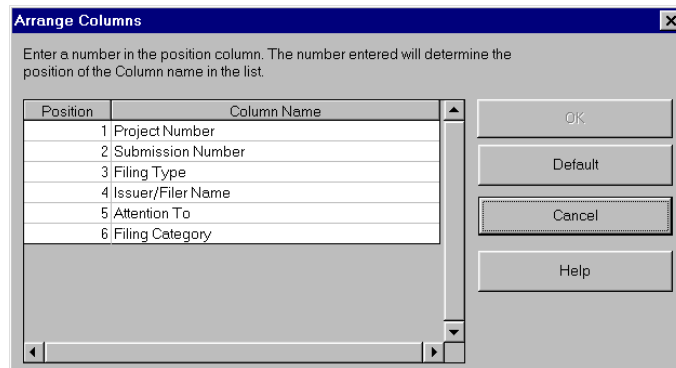 Arrange Columns
Enter a number in the position column. The number entered will determine the
position of the Column name in the list.
Position Column Name
1 Project Number
2 Submission Number
3 Filing Type
4 Issuer/Filer Name
5 Attention To
6 Filing Category
OK
Default
Cancel
Help